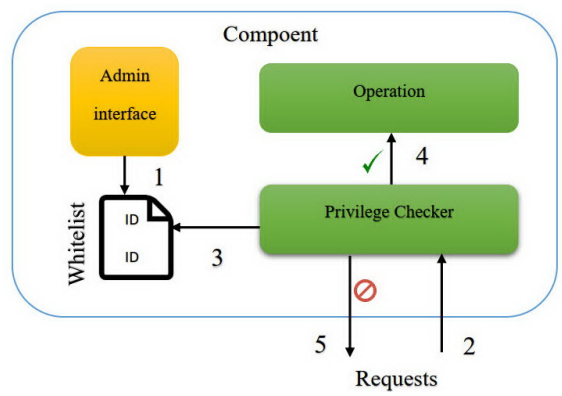 Compoent
Admin
interface
Operation
4
1
Whitelist
ID
ID
Privilege Checker
3
5
2
Requests